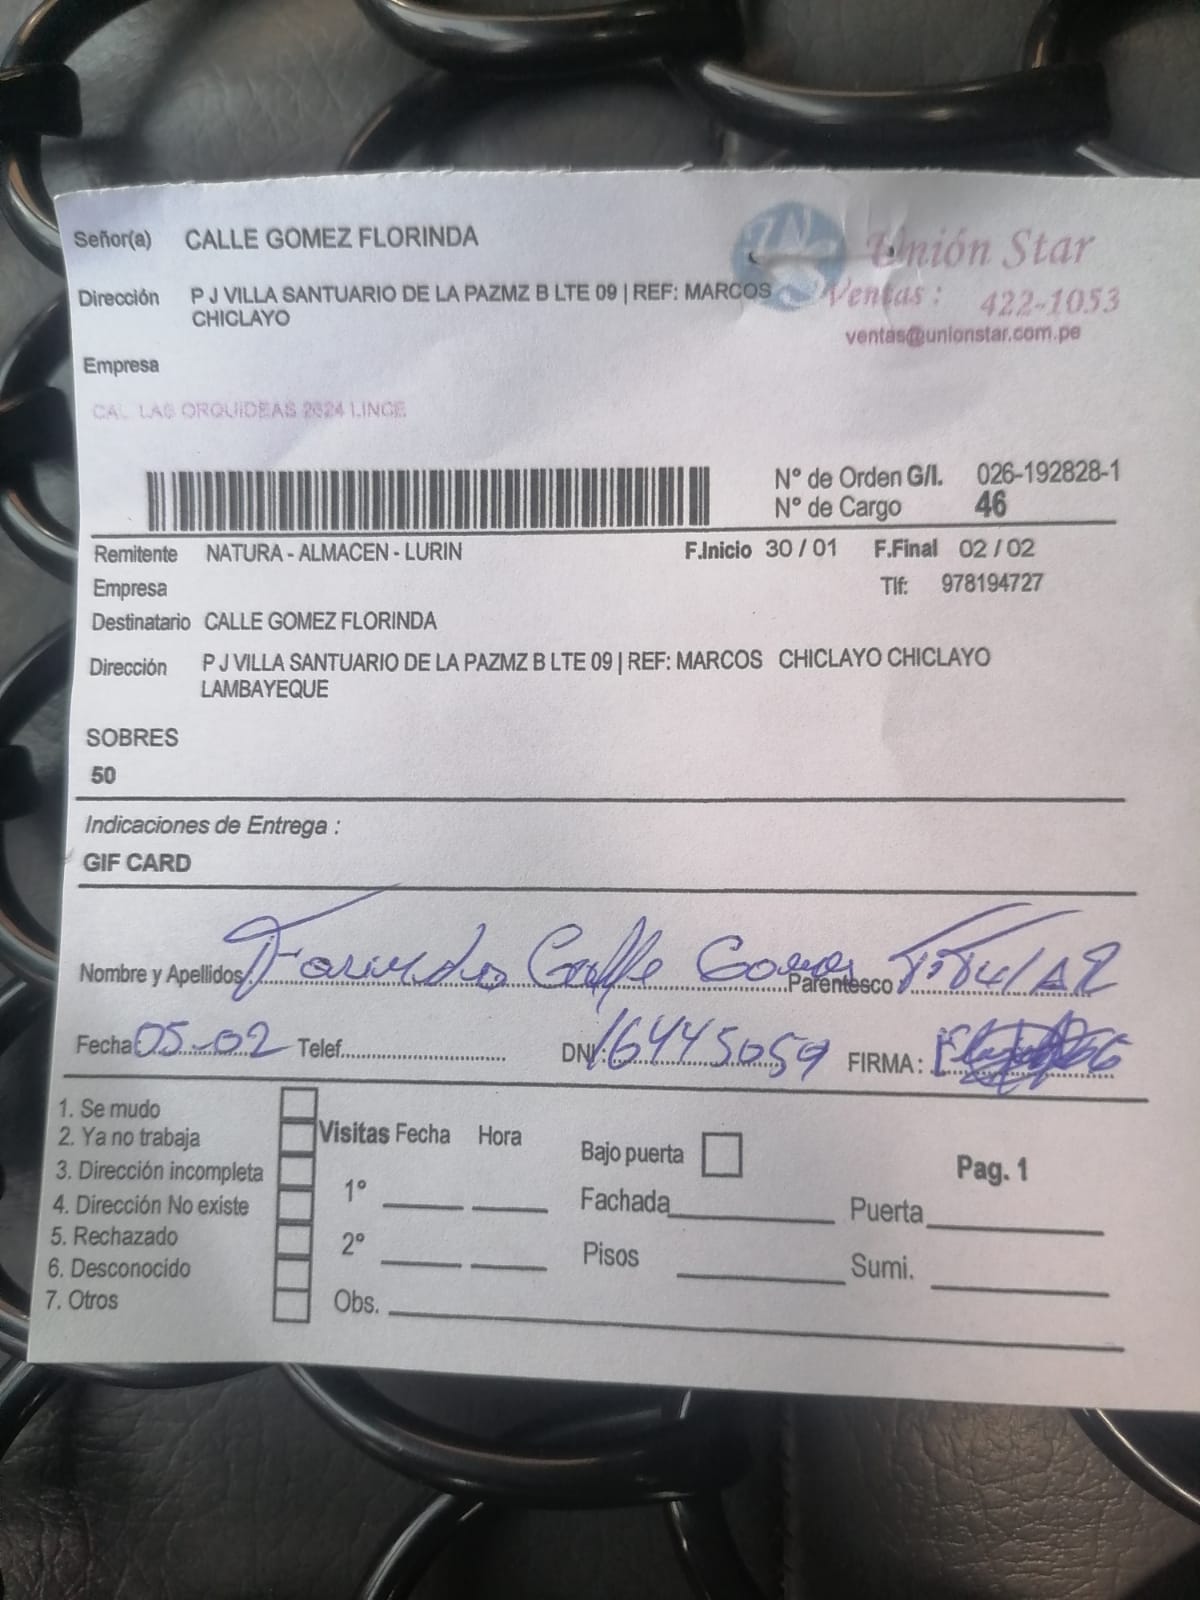 Señor(a) CALLE GOMEZ FLORINDA
Unión Star
Dirección P J VILLA SANTUARIO DE LA PAZMZ B LTE 09 | REF: MARCOS
CHICLAYO
Ventas: 422-1053
ventas@unionstar.com.pe
Empresa
CAL LAS ORQUIDEAS 2624 LINCE
Nº de Orden G/I. 026-192828-1
Nº de Cargo 46
Remitente NATURA - ALMACEN - LURIN F.Inicio 30 / 01 F.Final 02 / 02
Empresa Tlf: 978194727
Destinatario CALLE GOMEZ FLORINDA
Dirección P J VILLA SANTUARIO DE LA PAZMZ B LTE 09 | REF: MARCOS CHICLAYO CHICLAYO
LAMBAYEQUE
SOBRES
50
Indicaciones de Entrega :
GIF CARD
Nombre y Apellidos Calle Parentesco
Fecha 05-02 Telef. DNI: 16445059 FIRMA:
1. Se mudo
2. Ya no trabaja
3. Dirección incompleta
4. Dirección No existe
5. Rechazado
6. Desconocido
7. Otros
Visitas Fecha Hora
1º
2º
Obs.
Bajo puerta
Fachada Puerta
Pisos Sumi.
Pag. 1